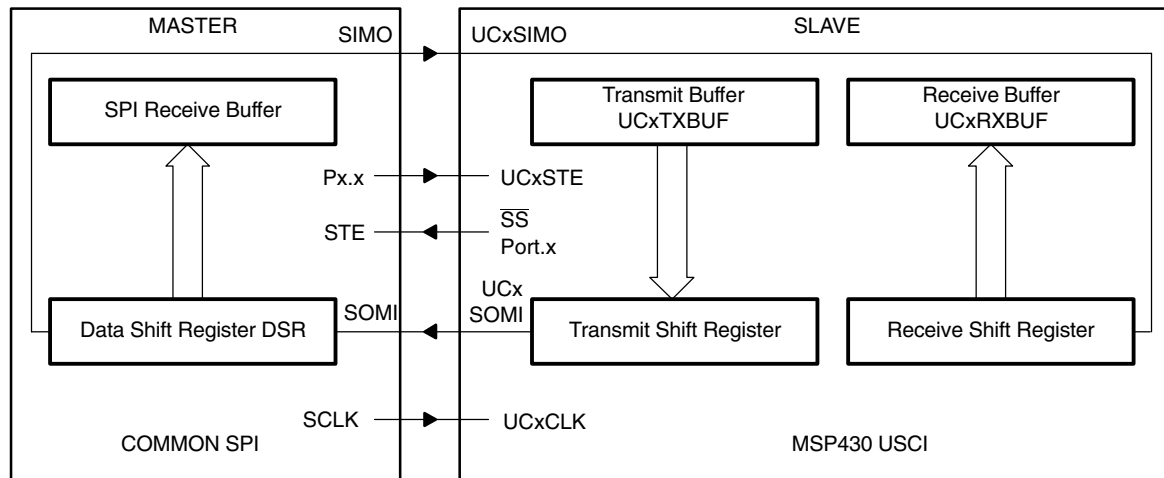 MASTER
SIMO
SPI Receive Buffer
Px.x
STE
SOMI
Data Shift Register DSR
SCLK
COMMON SPI
SLAVE
UCxSIMO
Transmit Buffer
UCxTXBUF
Receive Buffer
UCxRXBUF
UCxSTE
S̅S̅
Port.x
UCx
SOMI
Transmit Shift Register
Receive Shift Register
UCxCLK
MSP430 USCI